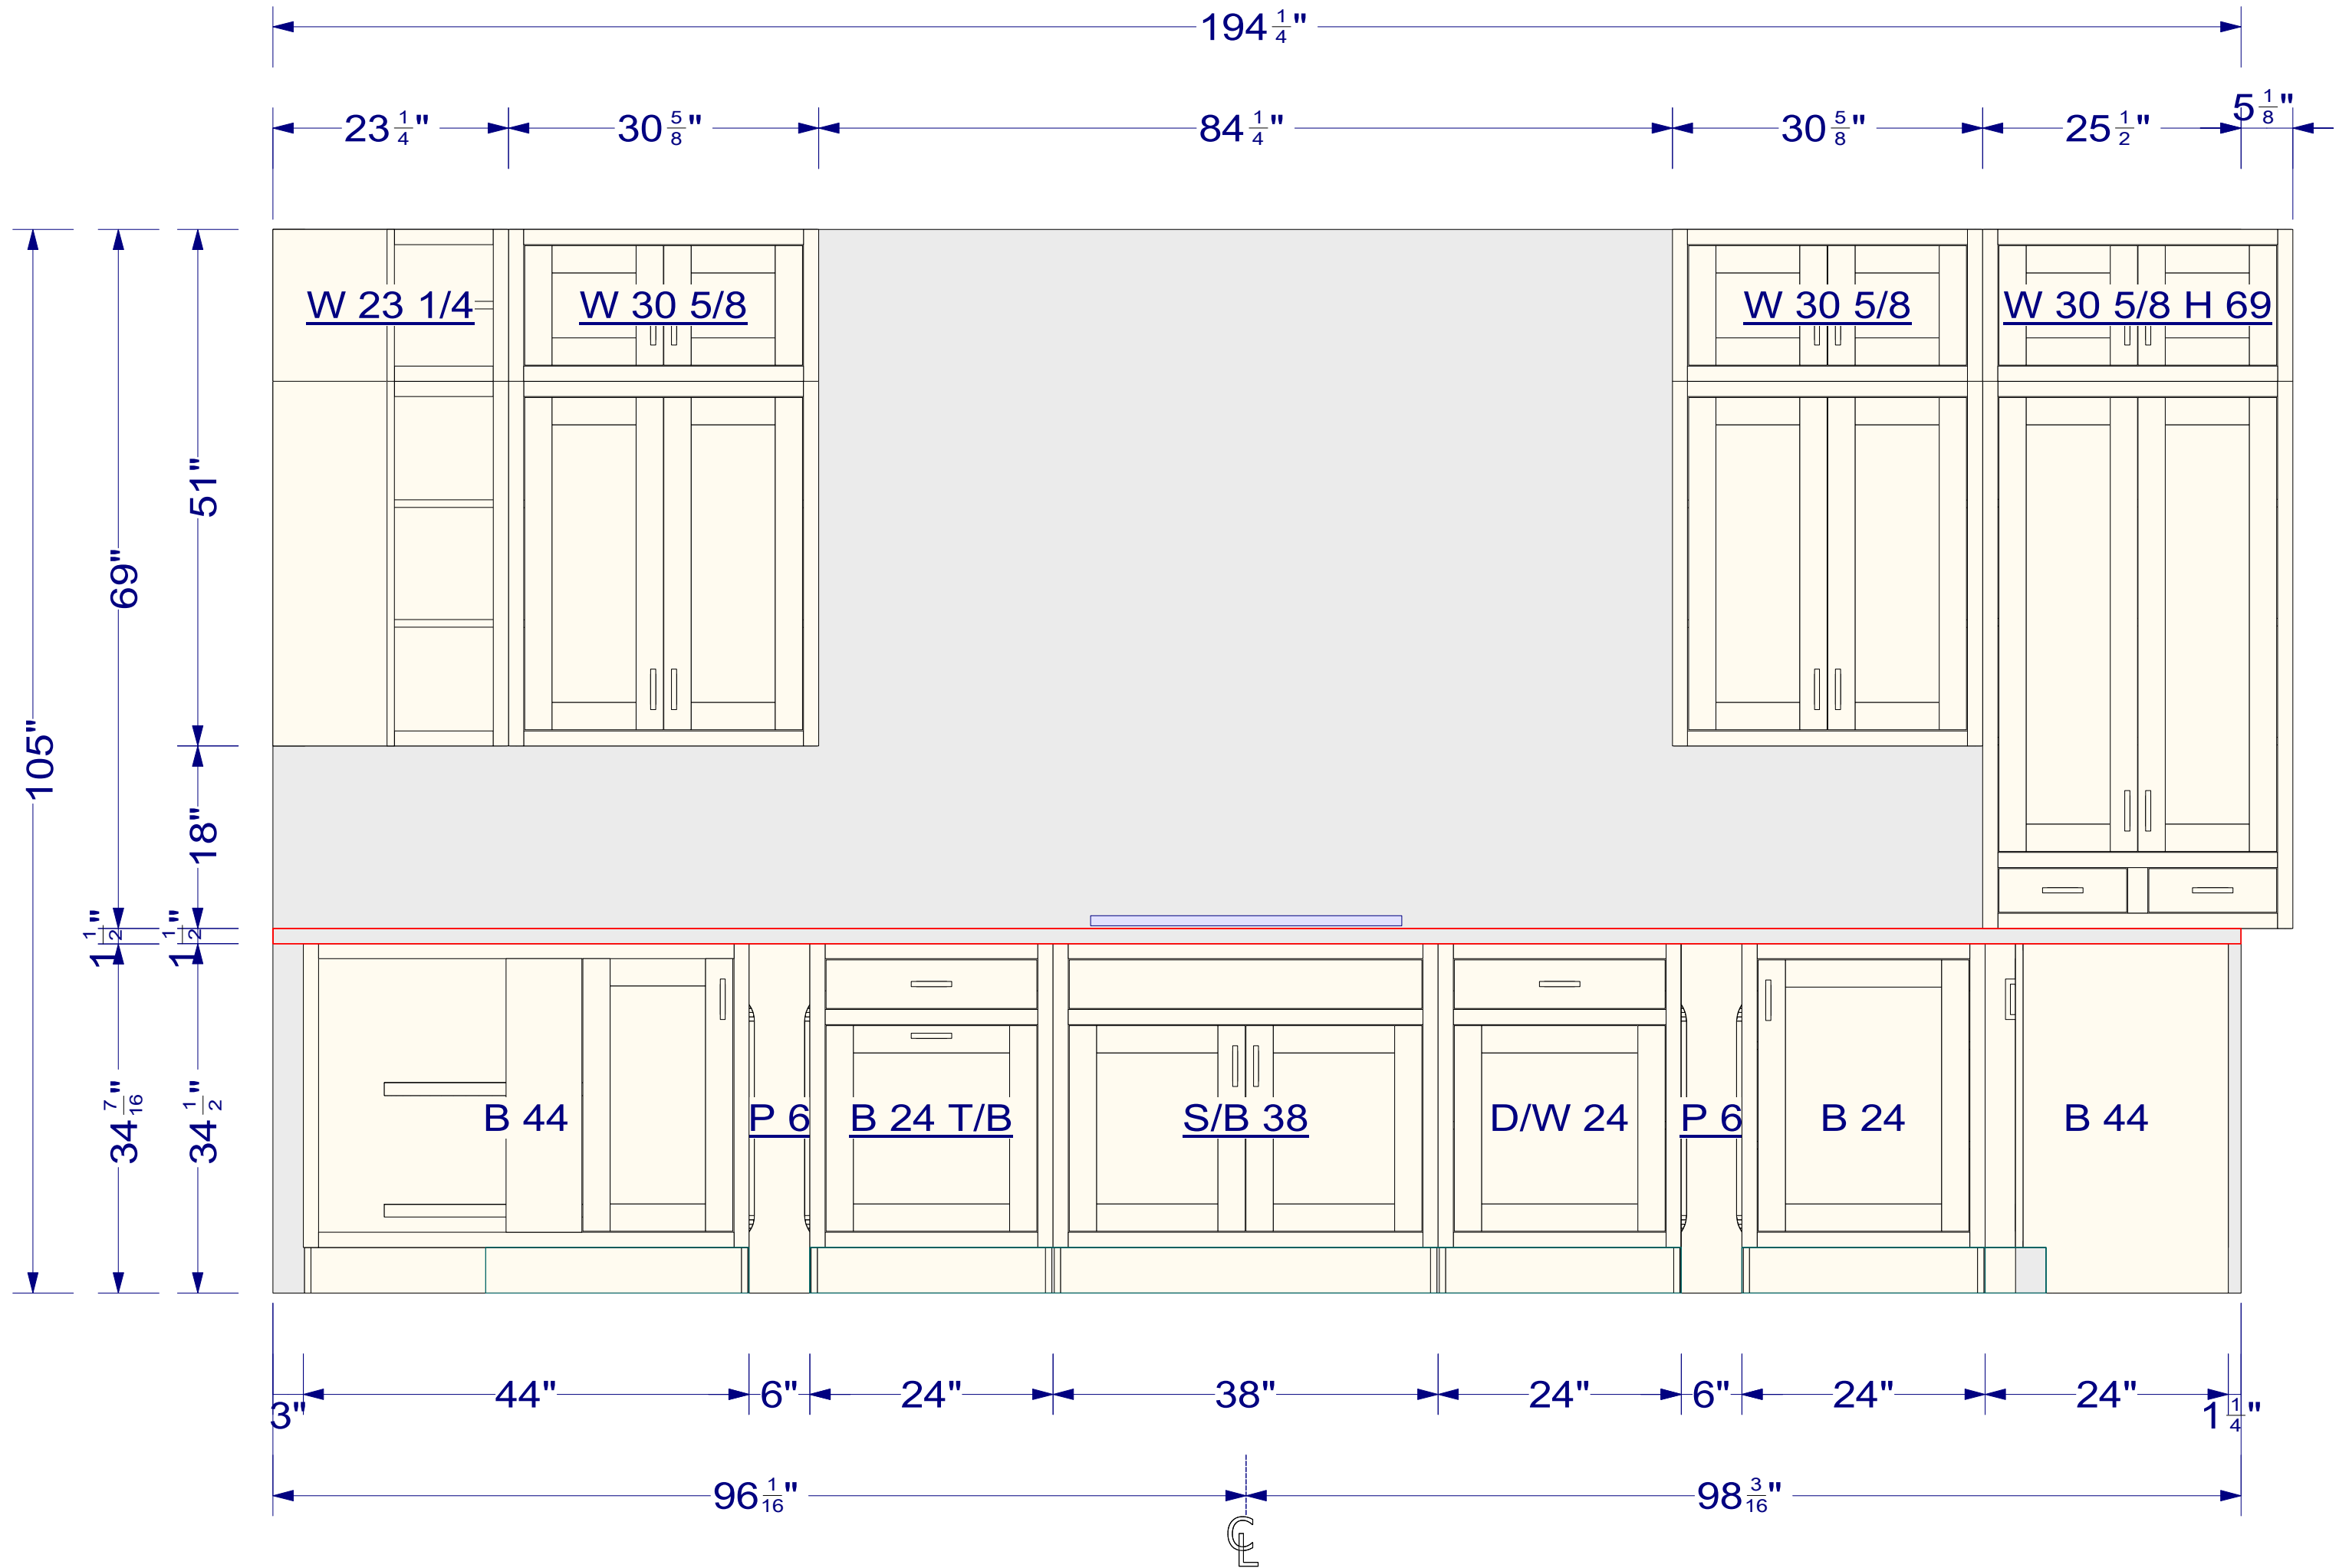 194 1/4"
23 1/4" 30 5/8" 84 1/4" 30 5/8" 25 1/2" 5 1/8"
W 23 1/4 W 30 5/8 W 30 5/8 W 30 5/8 H 69
51"
69"
105"
18"
1 1/2" 1 1/2"
34 7/16" 34 1/2"
B 44 P 6 B 24 T/B S/B 38 D/W 24 P 6 B 24 B 44
3" 44" 6" 24" 38" 24" 6" 24" 24" 1 1/4"
96 1/16" 98 3/16"
CL